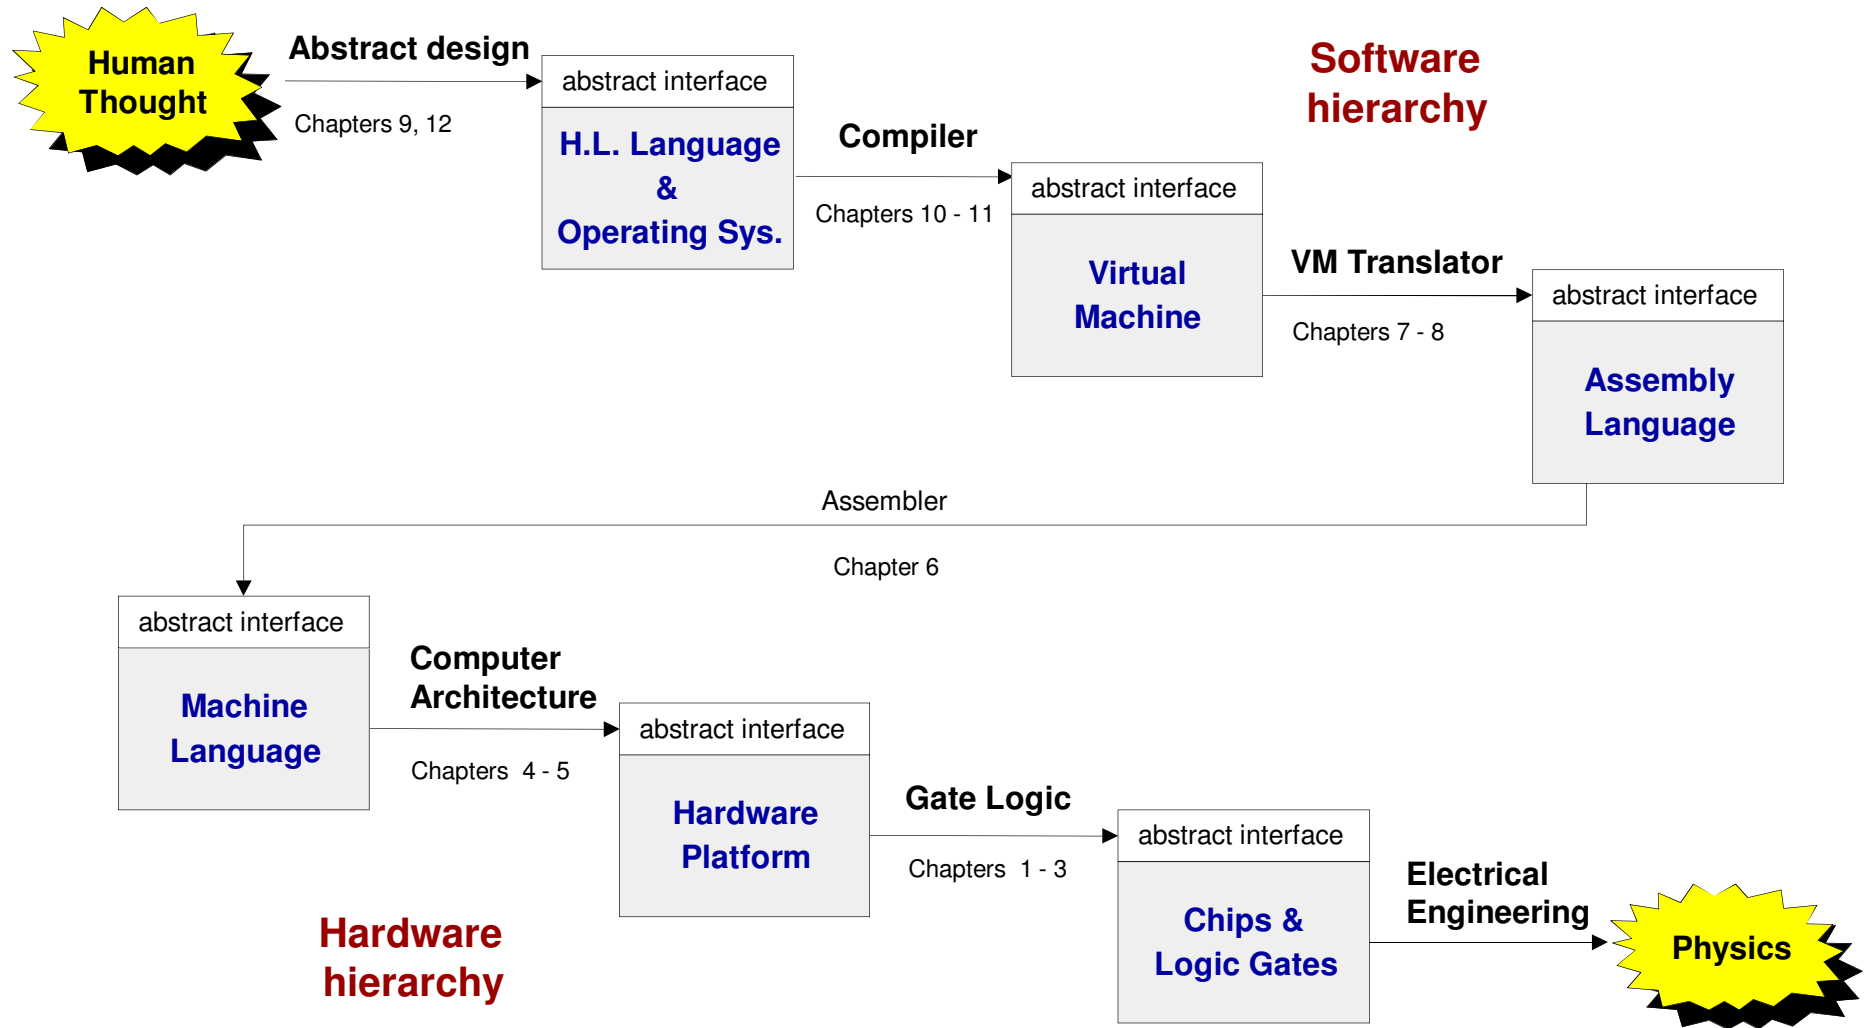 Human
Thought
Abstract design
Chapters 9, 12
abstract interface
H.L. Language
&
Operating Sys.
Compiler
Chapters 10 - 11
abstract interface
Virtual
Machine
VM Translator
Chapters 7 - 8
abstract interface
Assembly
Language
Software
hierarchy
Assembler
Chapter 6
abstract interface
Machine
Language
Computer
Architecture
Chapters 4 - 5
abstract interface
Hardware
Platform
Gate Logic
Chapters 1 - 3
abstract interface
Chips &
Logic Gates
Electrical
Engineering
Physics
Hardware
hierarchy